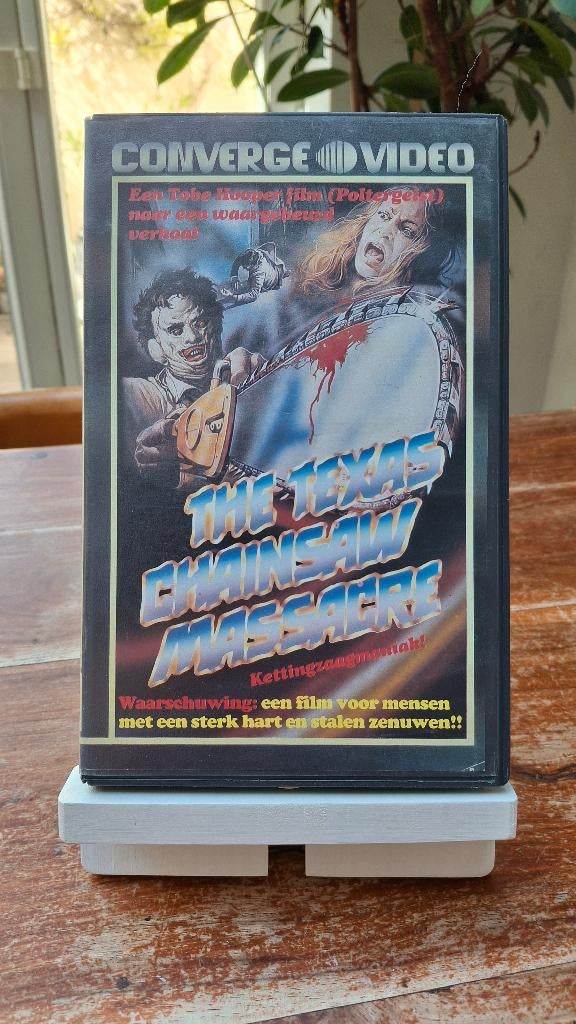 CONVERGE VIDEO
Een Tobe Hooper film (Poltergeist)
naar een waargebeurd
verhaal
THE TEXAS
CHAINSAW
MASSACRE
Kettingzaagmaniak!
Waarschuwing: een film voor mensen
met een sterk hart en stalen zenuwen!!